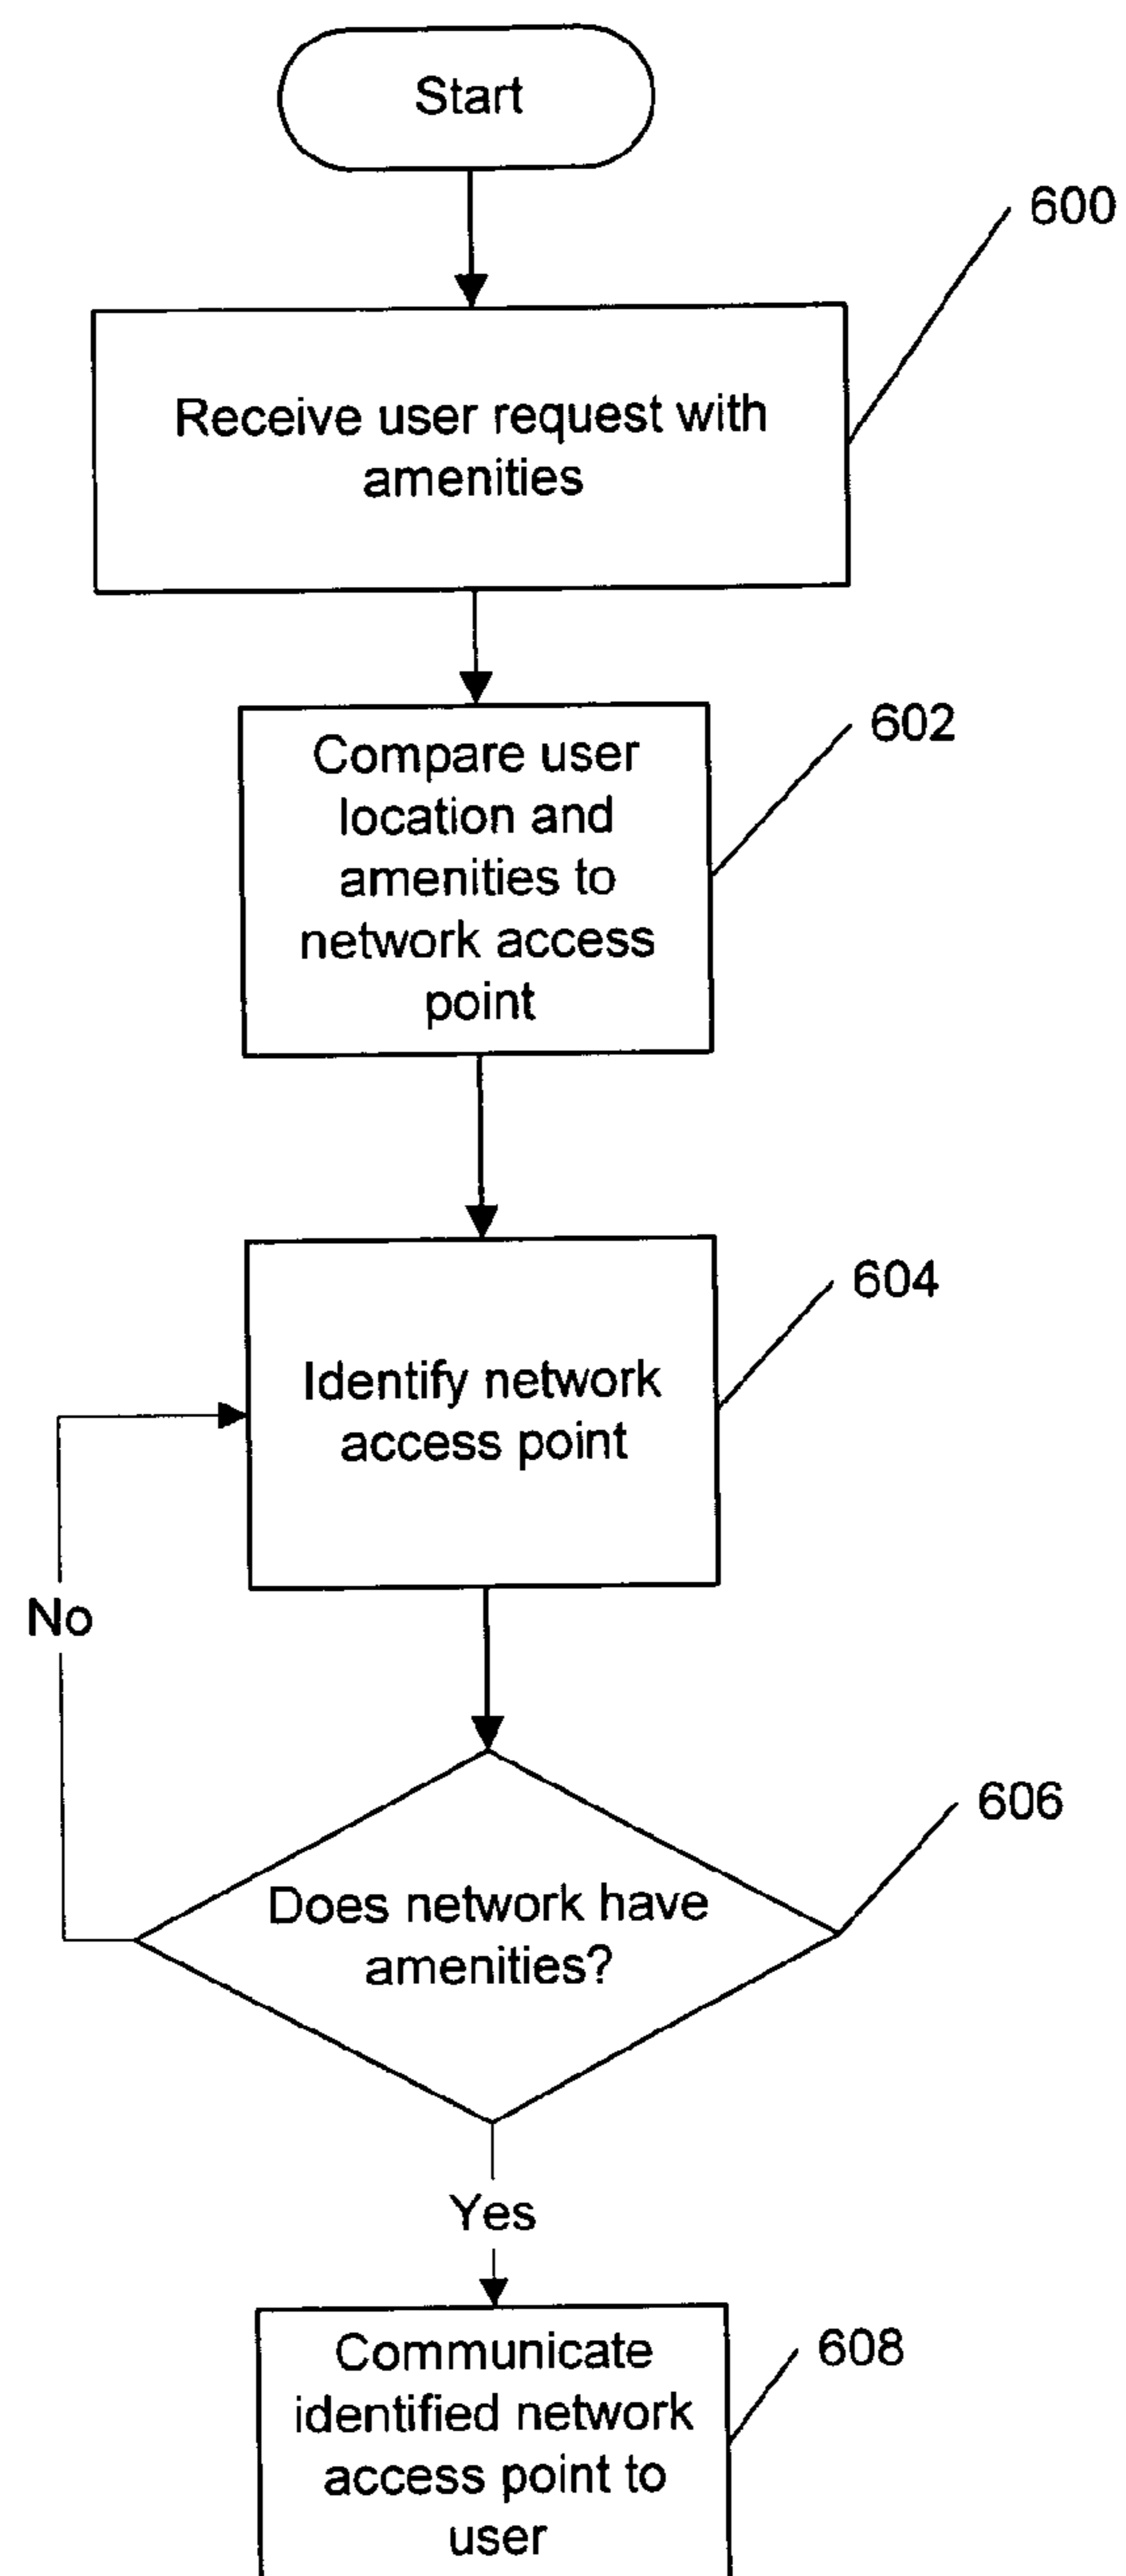 Start
600
Receive user request with
amenities
602
Compare user
location and
amenities to
network access
point
604
Identify network
access point
No
606
Does network have
amenities?
Yes
608
Communicate
identified network
access point to
user